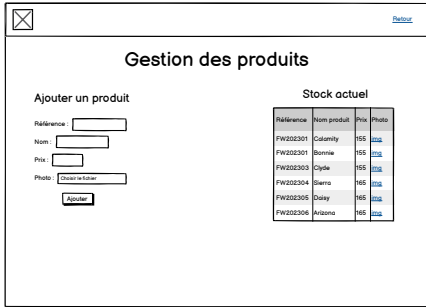 Retour
Gestion des produits
Ajouter un produit
Référence :
Nom :
Prix :
Photo : Choisir le fichier
Ajouter
Stock actuel
Référence Nom produit Prix Photo
FW202301 Calamity 155 img
FW202301 Bonnie 155 img
FW202303 Clyde 155 img
FW202304 Sierra 165 img
FW202305 Daisy 165 img
FW202306 Arizona 165 img